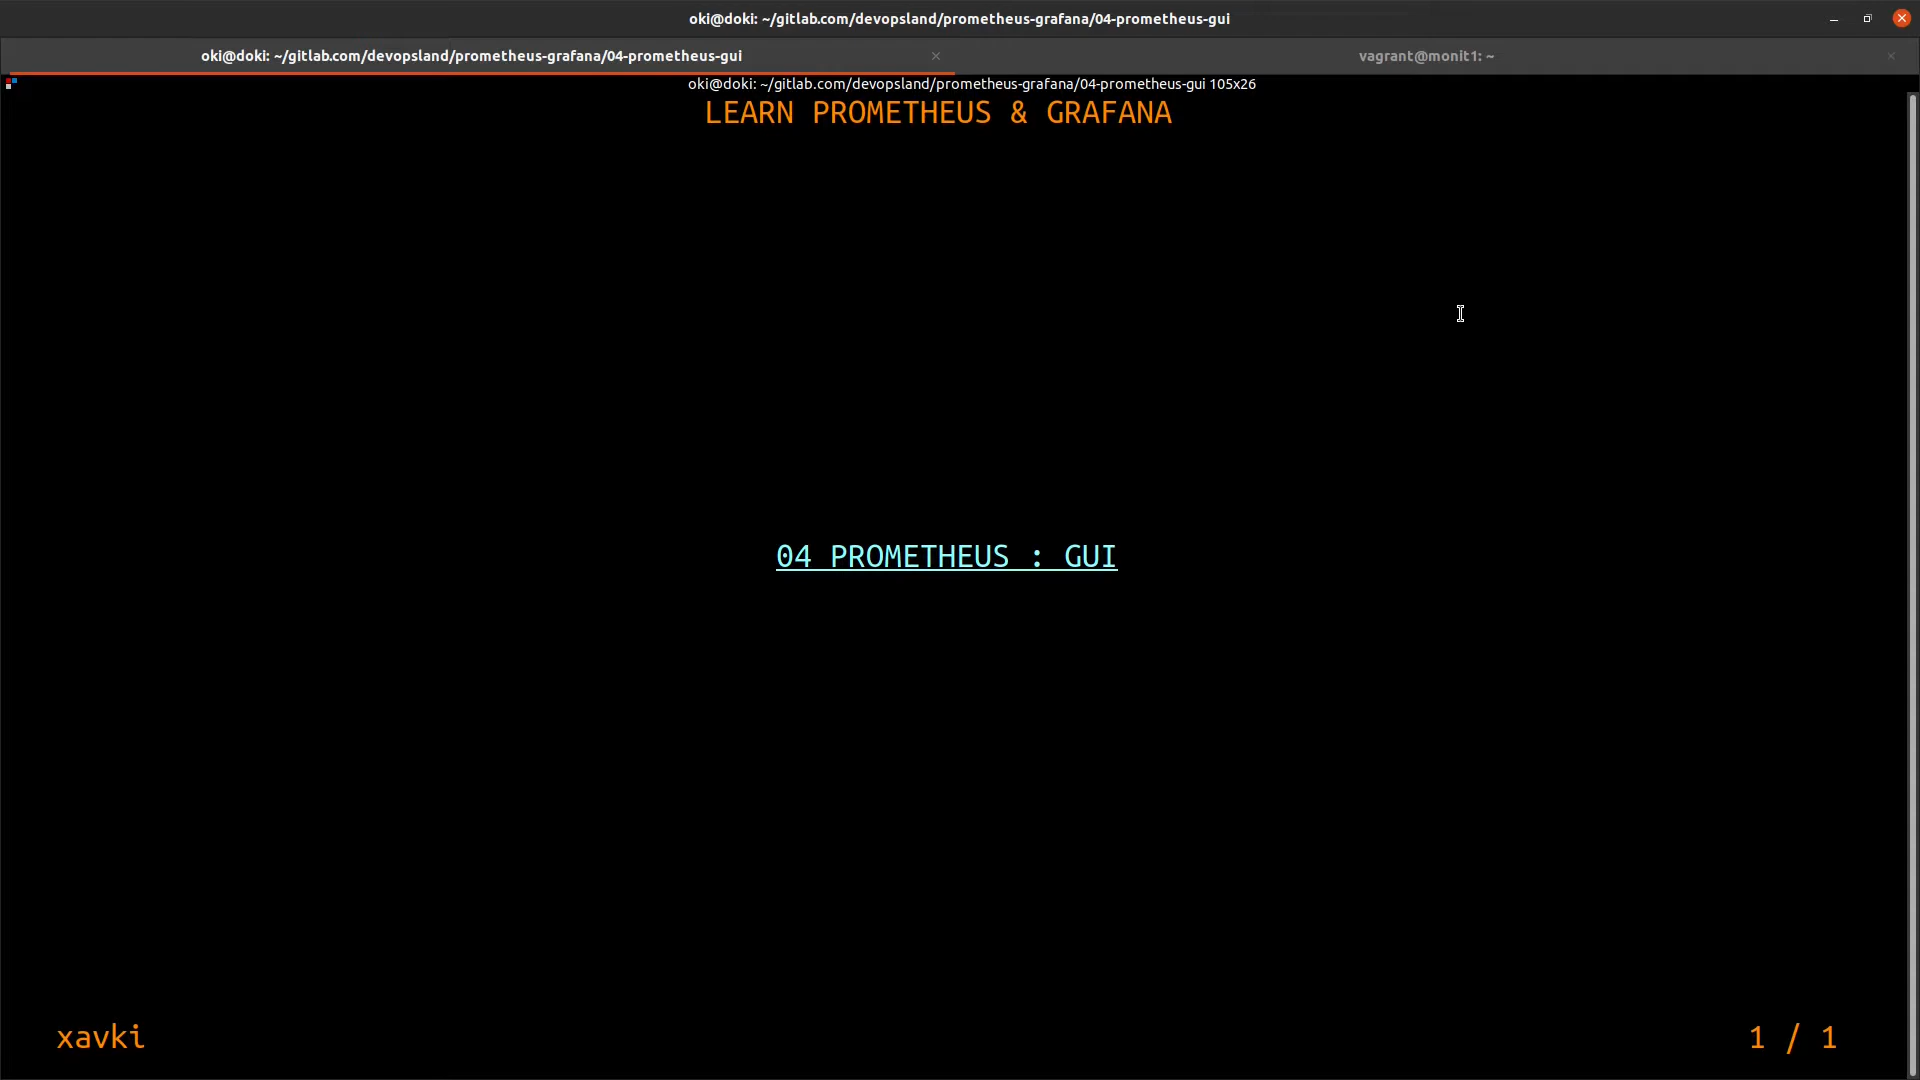 oki@doki: ~/gitlab.com/devopsland/prometheus-grafana/04-prometheus-gui
oki@doki: ~/gitlab.com/devopsland/prometheus-grafana/04-prometheus-gui
vagrant@monit1: ~
oki@doki: ~/gitlab.com/devopsland/prometheus-grafana/04-prometheus-gui 105x26
LEARN PROMETHEUS & GRAFANA
04 PROMETHEUS : GUI
xavki
1 / 1